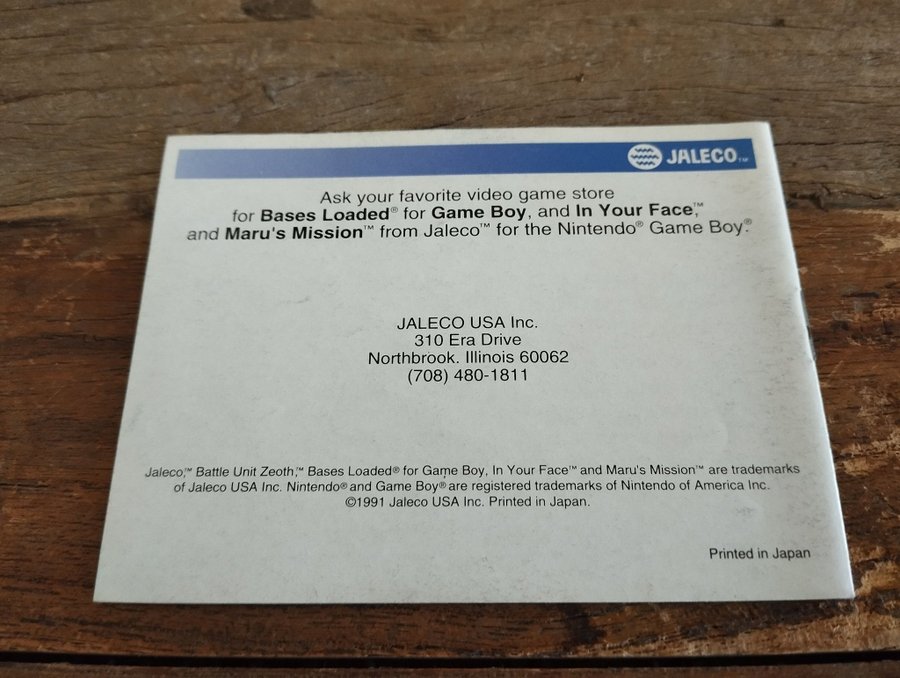 JALECO™
Ask your favorite video game store
for Bases Loaded® for Game Boy, and In Your Face,™
and Maru's Mission™ from Jaleco™ for the Nintendo® Game Boy.®
JALECO USA Inc.
310 Era Drive
Northbrook. Illinois 60062
(708) 480-1811
Jaleco,™ Battle Unit Zeoth,™ Bases Loaded® for Game Boy, In Your Face™ and Maru's Mission™ are trademarks
of Jaleco USA Inc. Nintendo® and Game Boy® are registered trademarks of Nintendo of America Inc.
©1991 Jaleco USA Inc. Printed in Japan.
Printed in Japan